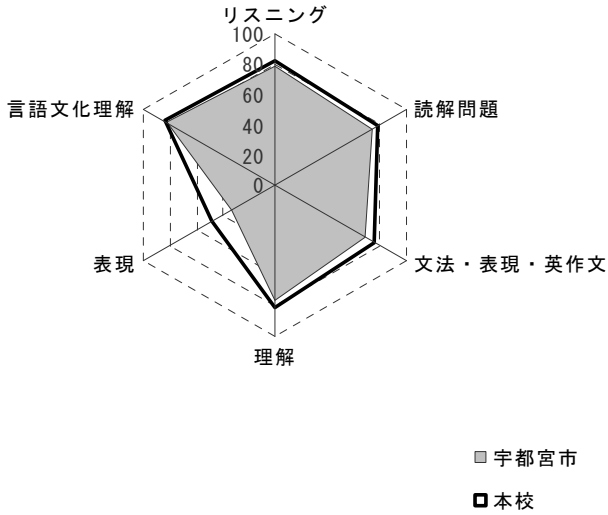 リスニング
100
80
60
40
20
0
言語文化理解
読解問題
表現
文法・表現・英作文
理解
宇都宮市
本校